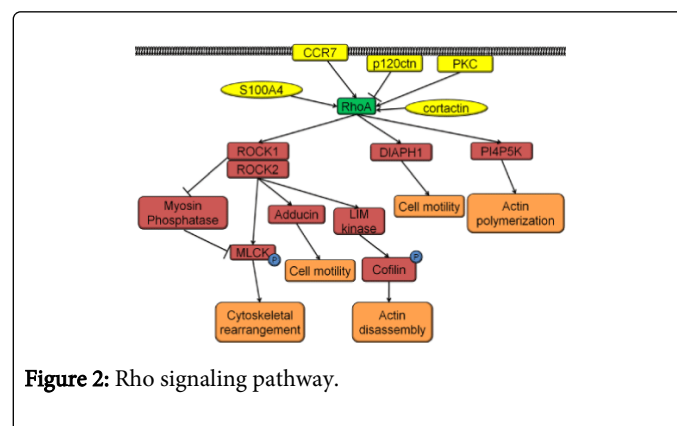 CCR7
p120ctn
PKC
S100A4
RhoA
cortactin
ROCK1
ROCK2
DIAPH1
PI4P5K
Myosin
Phosphatase
Adducin
LIM
kinase
Cell motility
Actin
polymerization
MLCK
P
Cell motility
Cofilin
P
Cytoskeletal
rearrangement
Actin
disassembly
Figure 2: Rho signaling pathway.